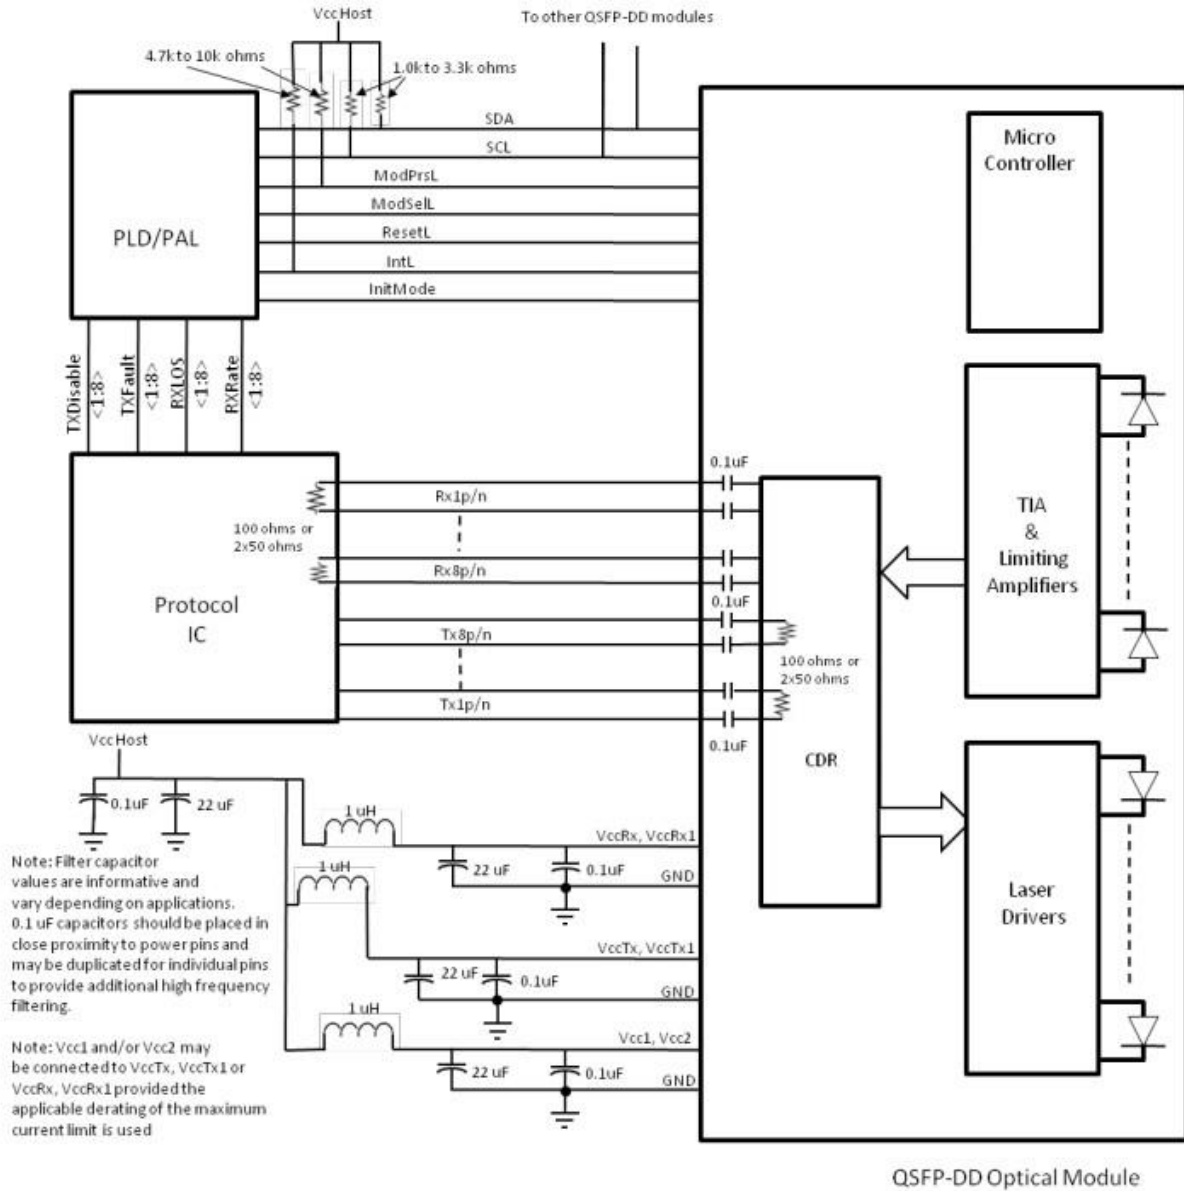 Vcc Host
To other QSFP-DD modules
4.7k to 10k ohms
1.0k to 3.3k ohms
SDA
SCL
ModPrsL
ModSelL
ResetL
IntL
InitMode
PLD/PAL
Micro
Controller
TXDisable
<1:8>
TXFault
<1:8>
RXLOS
<1:8>
RXRate
<1:8>
0.1uF
Rx1p/n
100 ohms or
2x50 ohms
Rx8p/n
0.1uF
Protocol
IC
Tx8p/n
100 ohms or
2x50 ohms
Tx1p/n
0.1uF
CDR
TIA
&
Limiting
Amplifiers
Vcc Host
0.1uF
22 uF
1 uH
VccRx, VccRx1
22 uF
0.1uF
GND
1 uH
VccTx, VccTx1
22 uF
0.1uF
GND
1 uH
Vcc1, Vcc2
22 uF
0.1uF
GND
Laser
Drivers
Note: Filter capacitor
values are informative and
vary depending on applications.
0.1 uF capacitors should be placed in
close proximity to power pins and
may be duplicated for individual pins
to provide additional high frequency
filtering.
Note: Vcc1 and/or Vcc2 may
be connected to VccTx, VccTx1 or
VccRx, VccRx1 provided the
applicable derating of the maximum
current limit is used
QSFP-DD Optical Module